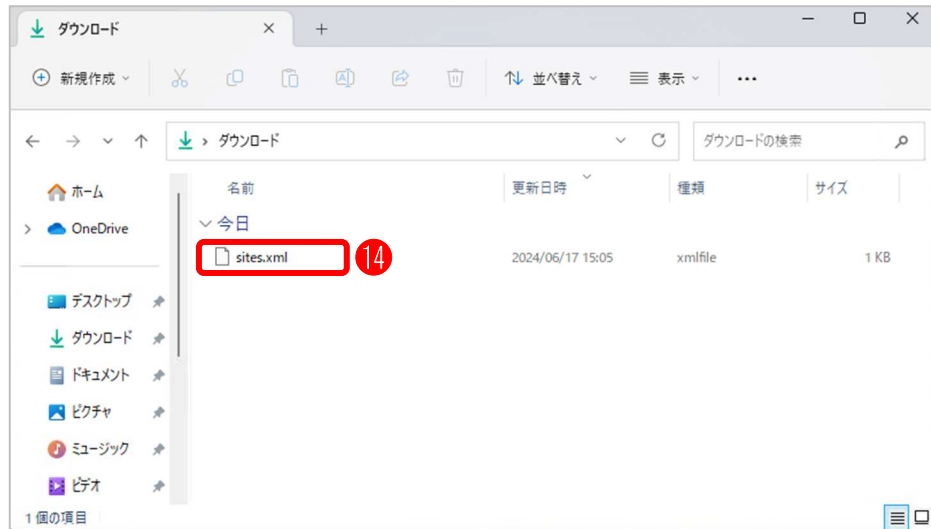 ダウンロード
新規作成
並べ替え
表示
ダウンロード
ダウンロードの検索
ホーム
OneDrive
デスクトップ
ダウンロード
ドキュメント
ピクチャ
ミュージック
ビデオ
名前 更新日時 種類 サイズ
今日
sites.xml 14 2024/06/17 15:05 xmlfile 1 KB
1 個の項目